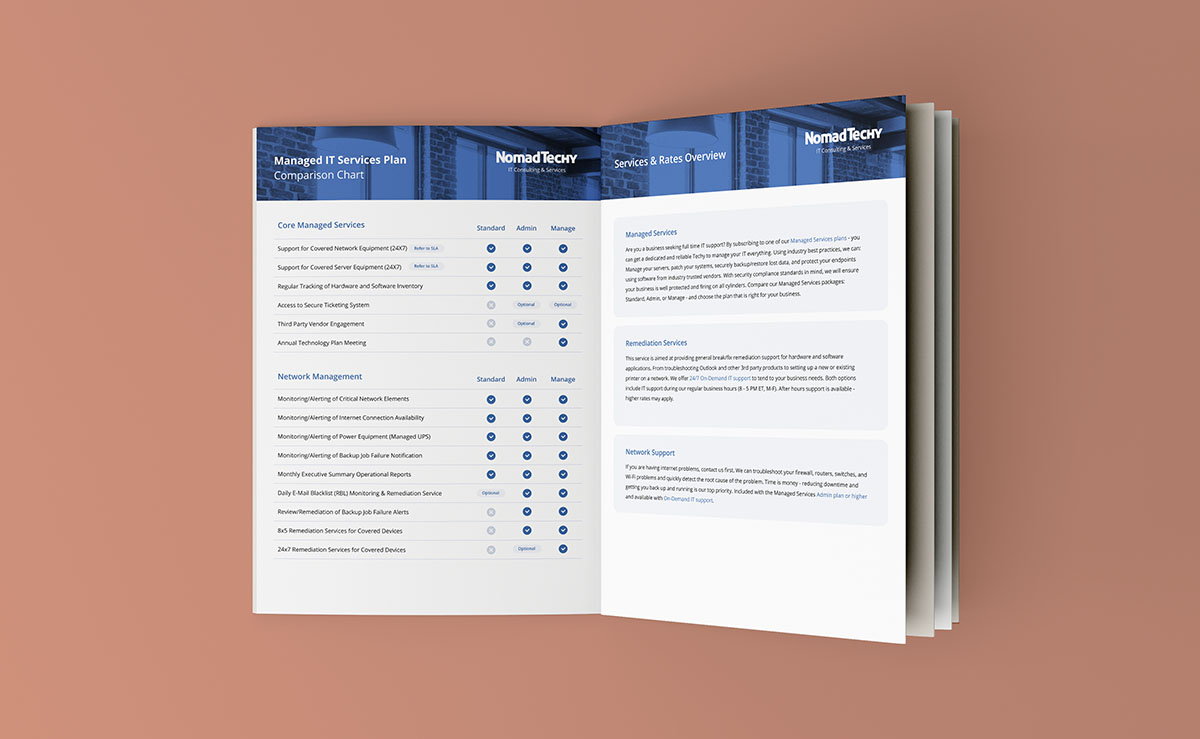 Managed IT Services Plan
Comparison Chart
NomadTechy
IT Consulting & Services
Core Managed Services Standard Admin Manage
Support for Covered Network Equipment (24X7) Refer to SLA
Support for Covered Server Equipment (24X7) Refer to SLA
Regular Tracking of Hardware and Software Inventory
Access to Secure Ticketing System Optional Optional
Third Party Vendor Engagement Optional
Annual Technology Plan Meeting
Network Management Standard Admin Manage
Monitoring/Alerting of Critical Network Elements
Monitoring/Alerting of Internet Connection Availability
Monitoring/Alerting of Power Equipment (Managed UPS)
Monitoring/Alerting of Backup Job Failure Notification
Monthly Executive Summary Operational Reports
Daily E-Mail Blacklist (RBL) Monitoring & Remediation Service Optional
Review/Remediation of Backup Job Failure Alerts
8x5 Remediation Services for Covered Devices
24x7 Remediation Services for Covered Devices Optional
Services & Rates Overview
NomadTechy
IT Consulting & Services
Managed Services
Are you a business seeking full time IT support? By subscribing to one of our Managed Services plans - you
can get a dedicated and reliable Techy to manage your IT everything. Using industry best practices, we can:
Manage your servers, patch your systems, securely backup/restore lost data, and protect your endpoints
using software from industry trusted vendors. With security compliance standards in mind, we will ensure
your business is well protected and firing on all cylinders. Compare our Managed Services packages:
Standard, Admin, or Manage - and choose the plan that is right for your business.
Remediation Services
This service is aimed at providing general break/fix remediation support for hardware and software
applications. From troubleshooting Outlook and other 3rd party products to setting up a new or existing
printer on a network. We offer 24/7 On-Demand IT support to tend to your business needs. Both options
include IT support during our regular business hours (8 - 5 PM ET, M-F). After hours support is available -
higher rates may apply.
Network Support
If you are having internet problems, contact us first. We can troubleshoot your firewall, routers, switches, and
Wi-Fi problems and quickly detect the root cause of the problem. Time is money - reducing downtime and
getting you back up and running is our top priority. Included with the Managed Services Admin plan or higher
and available with On-Demand IT support.